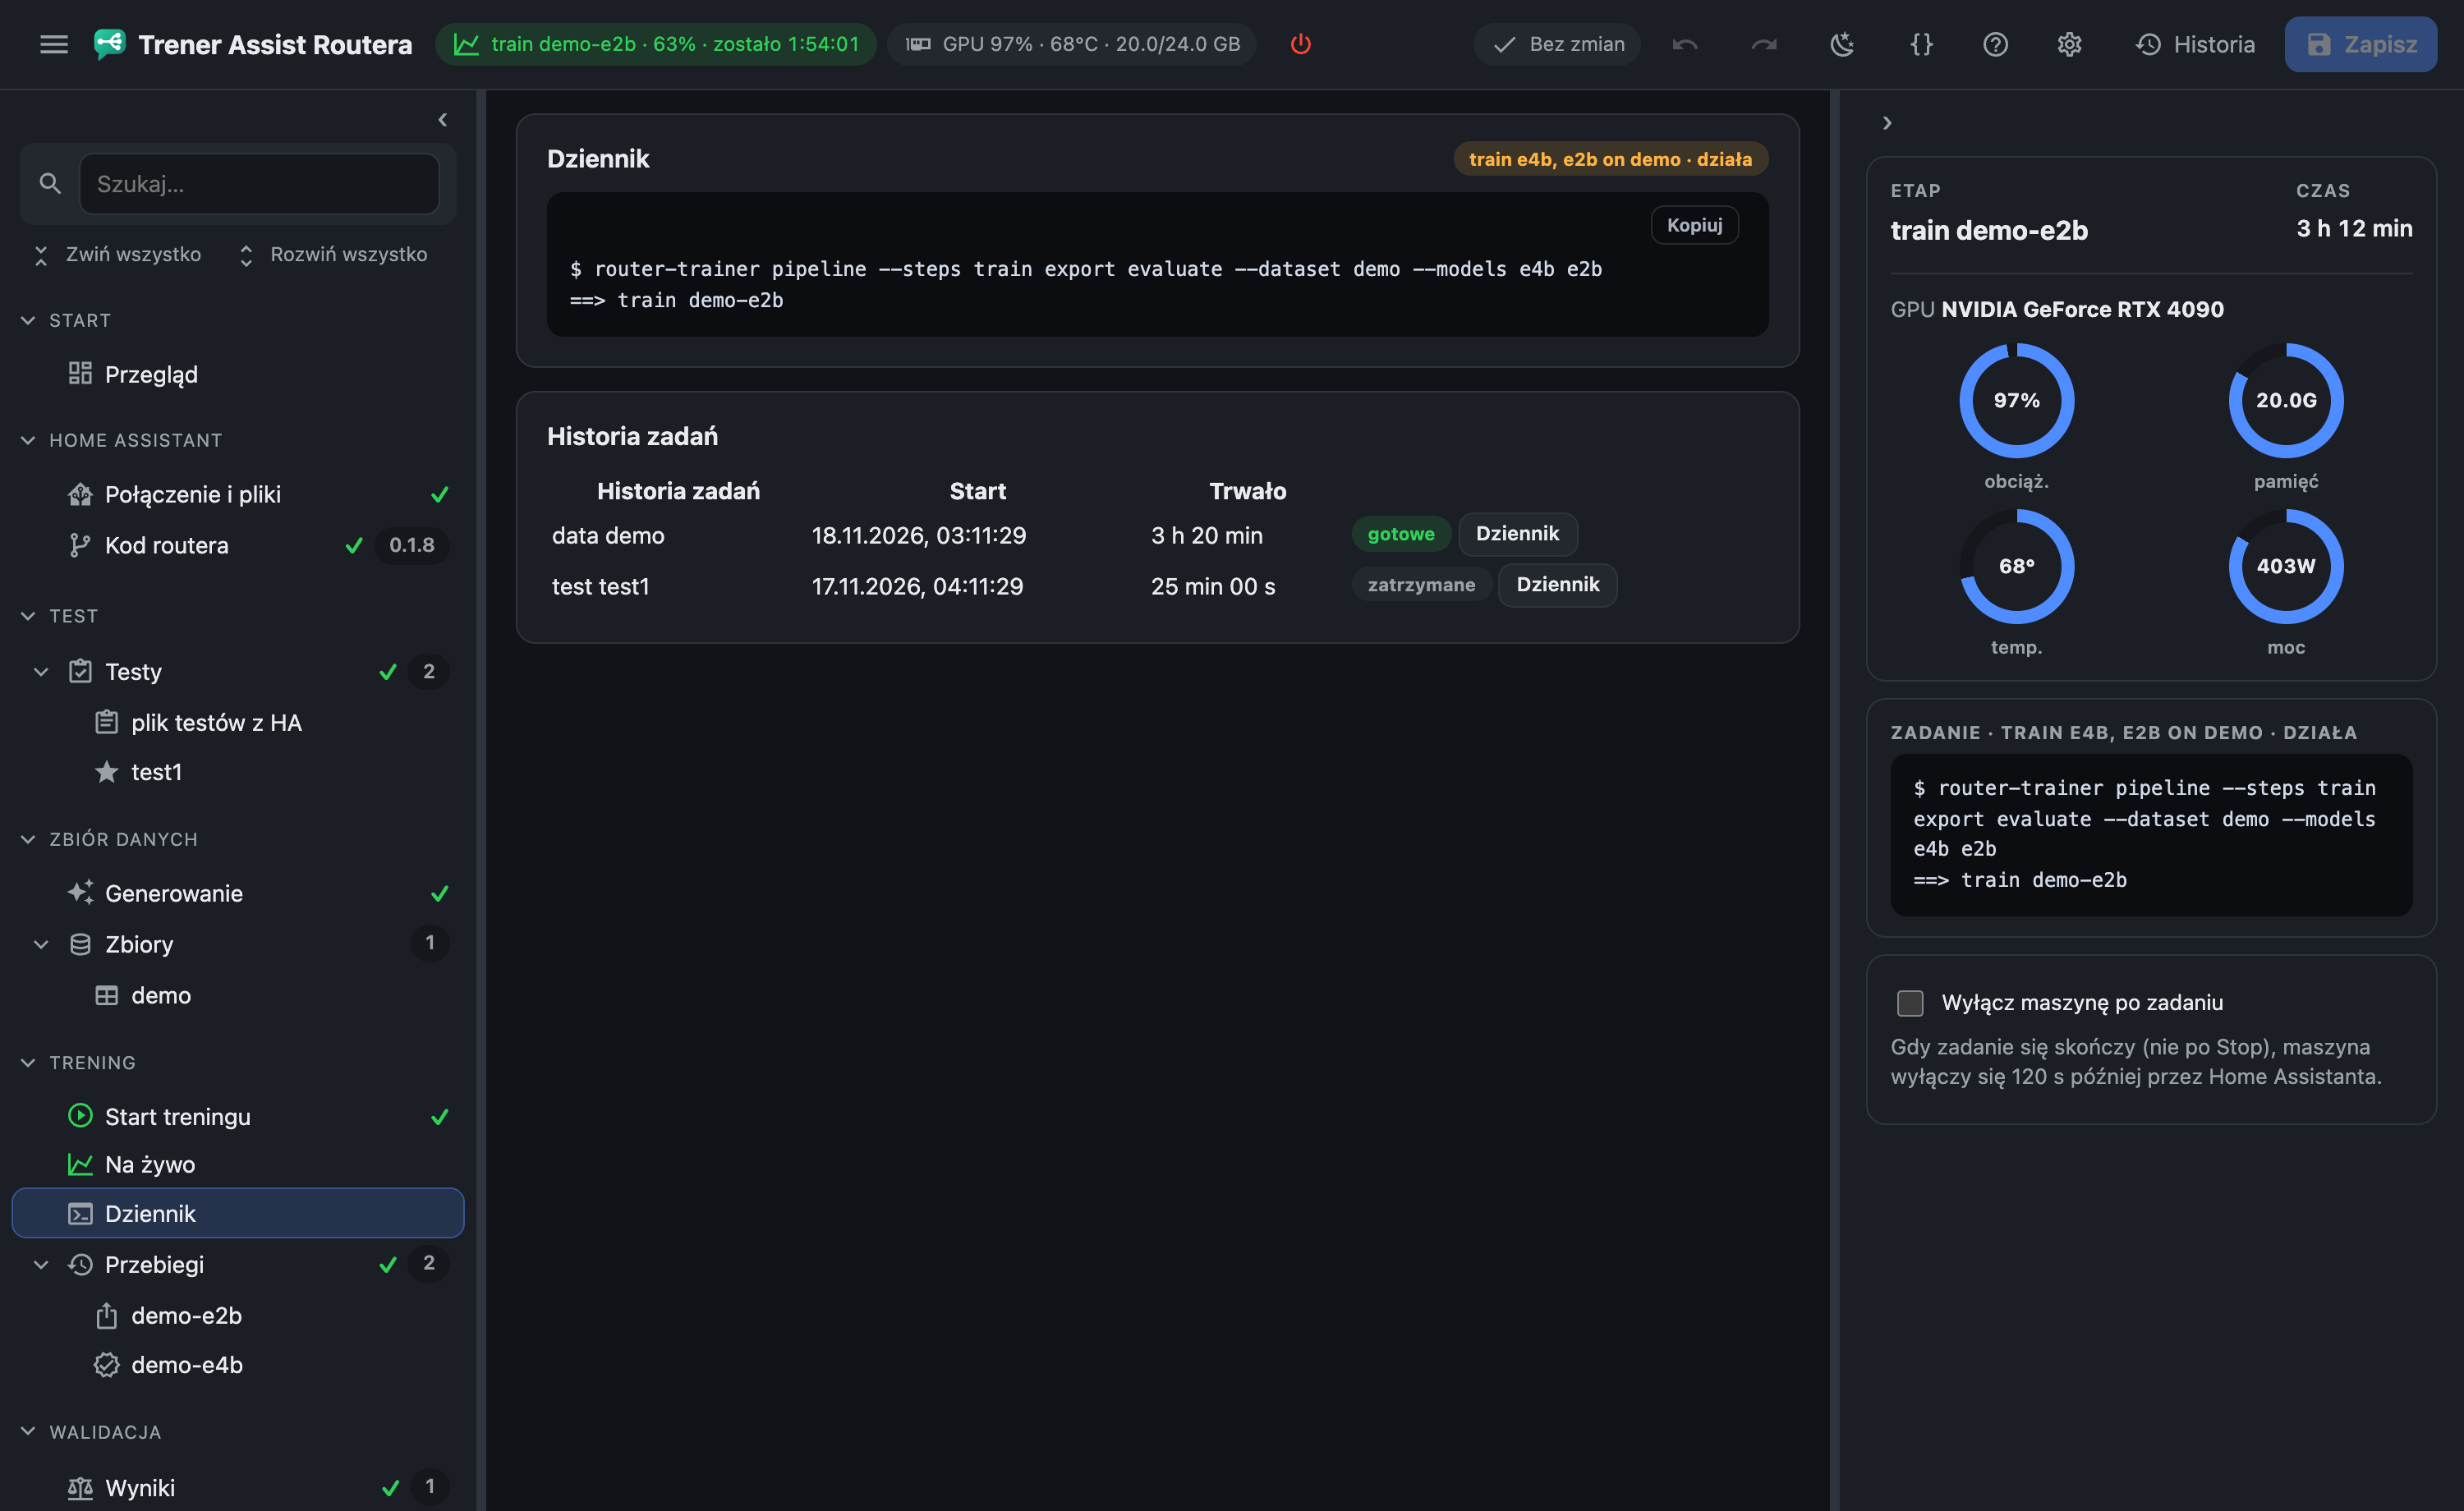 Trener Assist Routera
train demo-e2b · 63% · zostało 1:54:01
GPU 97% · 68°C · 20.0/24.0 GB
Bez zmian
Historia
Zapisz
Szukaj...
Zwiń wszystko
Rozwiń wszystko
START
Przegląd
HOME ASSISTANT
Połączenie i pliki
Kod routera
0.1.8
TEST
Testy
2
plik testów z HA
test1
ZBIÓR DANYCH
Generowanie
Zbiory
1
demo
TRENING
Start treningu
Na żywo
Dziennik
Przebiegi
2
demo-e2b
demo-e4b
WALIDACJA
Wyniki
1
Dziennik
train e4b, e2b on demo · działa
Kopiuj
$ router-trainer pipeline --steps train export evaluate --dataset demo --models e4b e2b
==> train demo-e2b
Historia zadań
Historia zadań Start Trwało
data demo 18.11.2026, 03:11:29 3 h 20 min gotowe Dziennik
test test1 17.11.2026, 04:11:29 25 min 00 s zatrzymane Dziennik
ETAP
train demo-e2b
CZAS
3 h 12 min
GPU NVIDIA GeForce RTX 4090
97%
obciąż.
20.0G
pamięć
68°
temp.
403W
moc
ZADANIE · TRAIN E4B, E2B ON DEMO · DZIAŁA
$ router-trainer pipeline --steps train
export evaluate --dataset demo --models
e4b e2b
==> train demo-e2b
Wyłącz maszynę po zadaniu
Gdy zadanie się skończy (nie po Stop), maszyna
wyłączy się 120 s później przez Home Assistanta.